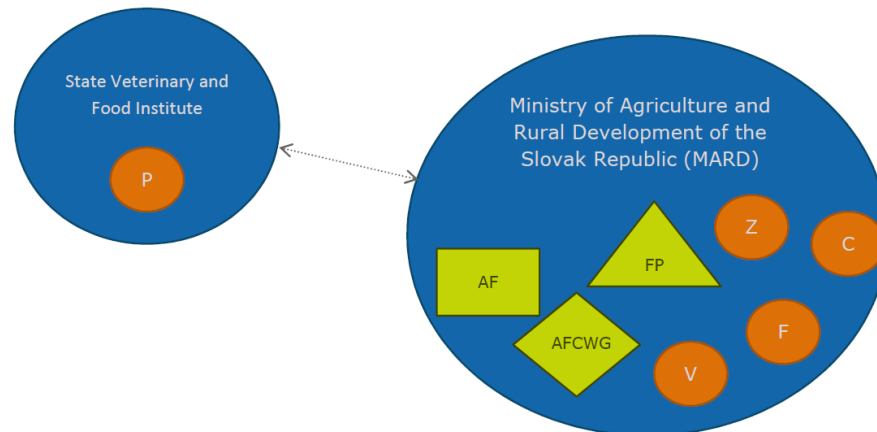 State Veterinary and
Food Institute
P
Ministry of Agriculture and
Rural Development of the
Slovak Republic (MARD)
Z
C
FP
AF
F
AFCWG
V